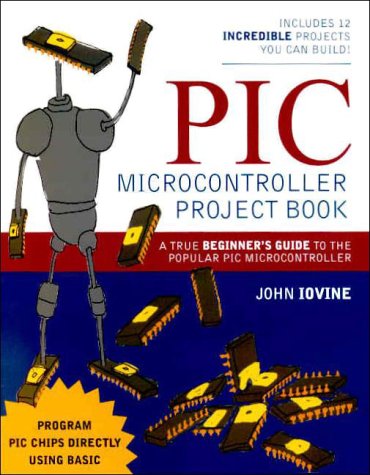 INCLUDES 12
INCREDIBLE PROJECTS
YOU CAN BUILD!
PIC
MICROCONTROLLER
PROJECT BOOK
A TRUE BEGINNER'S GUIDE TO THE
POPULAR PIC MICROCONTROLLER
JOHN IOVINE
PROGRAM
PIC CHIPS DIRECTLY
USING BASIC